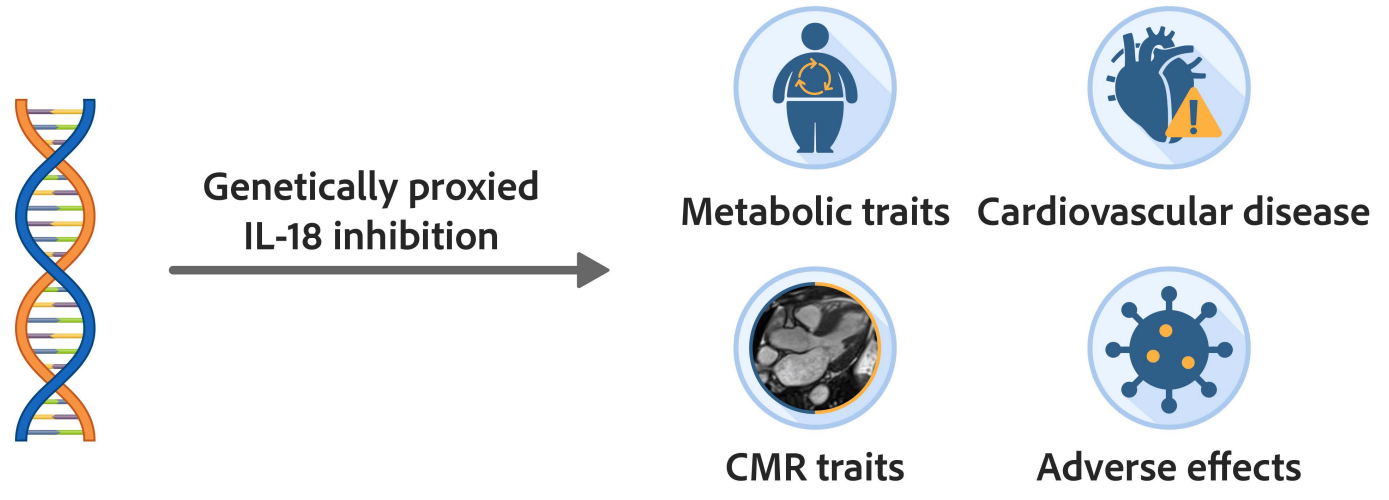 Genetically proxied
IL-18 inhibition
Metabolic traits
Cardiovascular disease
CMR traits
Adverse effects